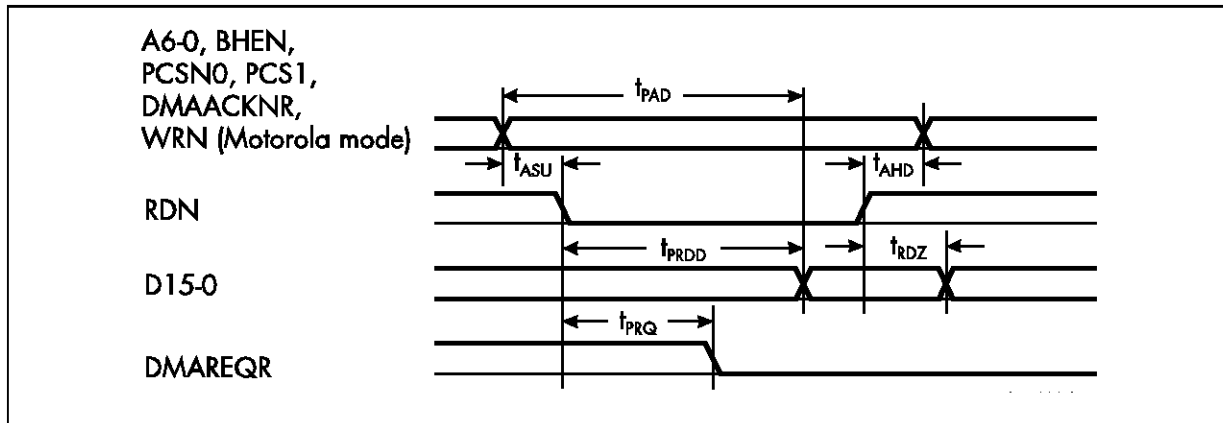 A6-0, BHEN,
PCSN0, PCS1,
DMAACKNR,
WRN (Motorola mode)
tPAD
tASU
tAHD
RDN
tPRDD
tRDZ
D15-0
tPRQ
DMAREQR